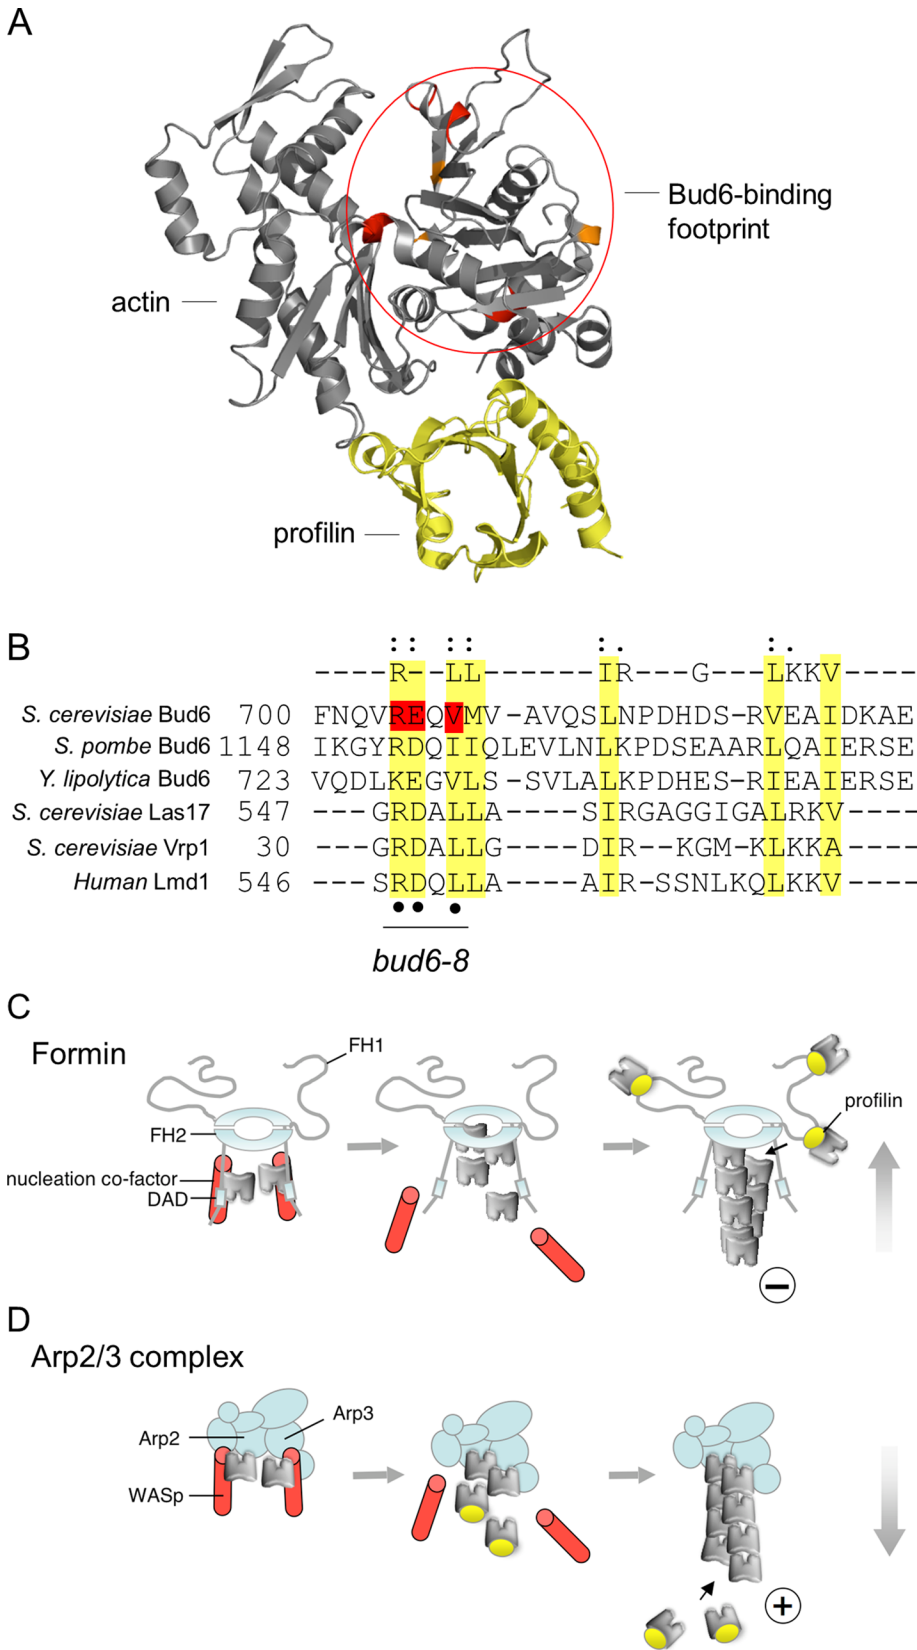 A
Bud6-binding
footprint
actin
profilin
B
: : : : : . : .
----R--LL------IR---G---LKKV----
S. cerevisiae Bud6 700 FNQVREQVMV-AVQSLNPDHDS-RVEAIDKAE
S. pombe Bud6 1148 IKGYRDQIIQLEVLNLKPDSEAARLQAIERSE
Y. lipolytica Bud6 723 VQDLKEGVLS-SVLALKPDHES-RIEAIERSE
S. cerevisiae Las17 547 ---GRDALLA----SIRGAGGIGALRKV----
S. cerevisiae Vrp1 30 ---GRDALLG----DIR--KGM-KLKKA----
Human Lmd1 546 ---SRDQLLA----AIR-SSNLKQLKKV----
bud6-8
C
Formin
FH1
profilin
FH2
nucleation co-factor
DAD
−
D
Arp2/3 complex
Arp3
Arp2
WASp
+